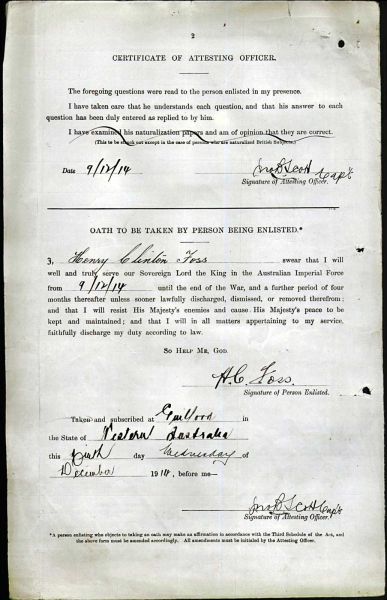 2
CERTIFICATE OF ATTESTING OFFICER.
The foregoing questions were read to the person enlisted in my presence.
I have taken care that he understands each question, and that his answer to each
question has been duly entered as replied to by him.
I have examined his naturalization papers and am of opinion that they are correct.
(This to be struck out except in the case of persons who are naturalized British Subjects.)
Date 9/12/14
Jno B Scott Capt
Signature of Attesting Officer.
OATH TO BE TAKEN BY PERSON BEING ENLISTED.*
I, Henry Clinton Foss swear that I will
well and truly serve our Sovereign Lord the King in the Australian Imperial Force
from 9/12/14 until the end of the War, and a further period of four
months thereafter unless sooner lawfully discharged, dismissed, or removed therefrom;
and that I will resist His Majesty's enemies and cause His Majesty's peace to be
kept and maintained; and that I will in all matters appertaining to my service,
faithfully discharge my duty according to law.
SO HELP ME, GOD.
H.C. Foss.
Signature of Person Enlisted.
Taken and subscribed at Guilford in
the State of Western Australia
this Ninth day Wednesday of
December 1914, before me—
Jno B Scott Capt
Signature of Attesting Officer.
*A person enlisting who objects to taking an oath may make an affirmation in accordance with the Third Schedule of the Act, and
the above form must be amended accordingly. All amendments must be initialed by the Attesting Officer.